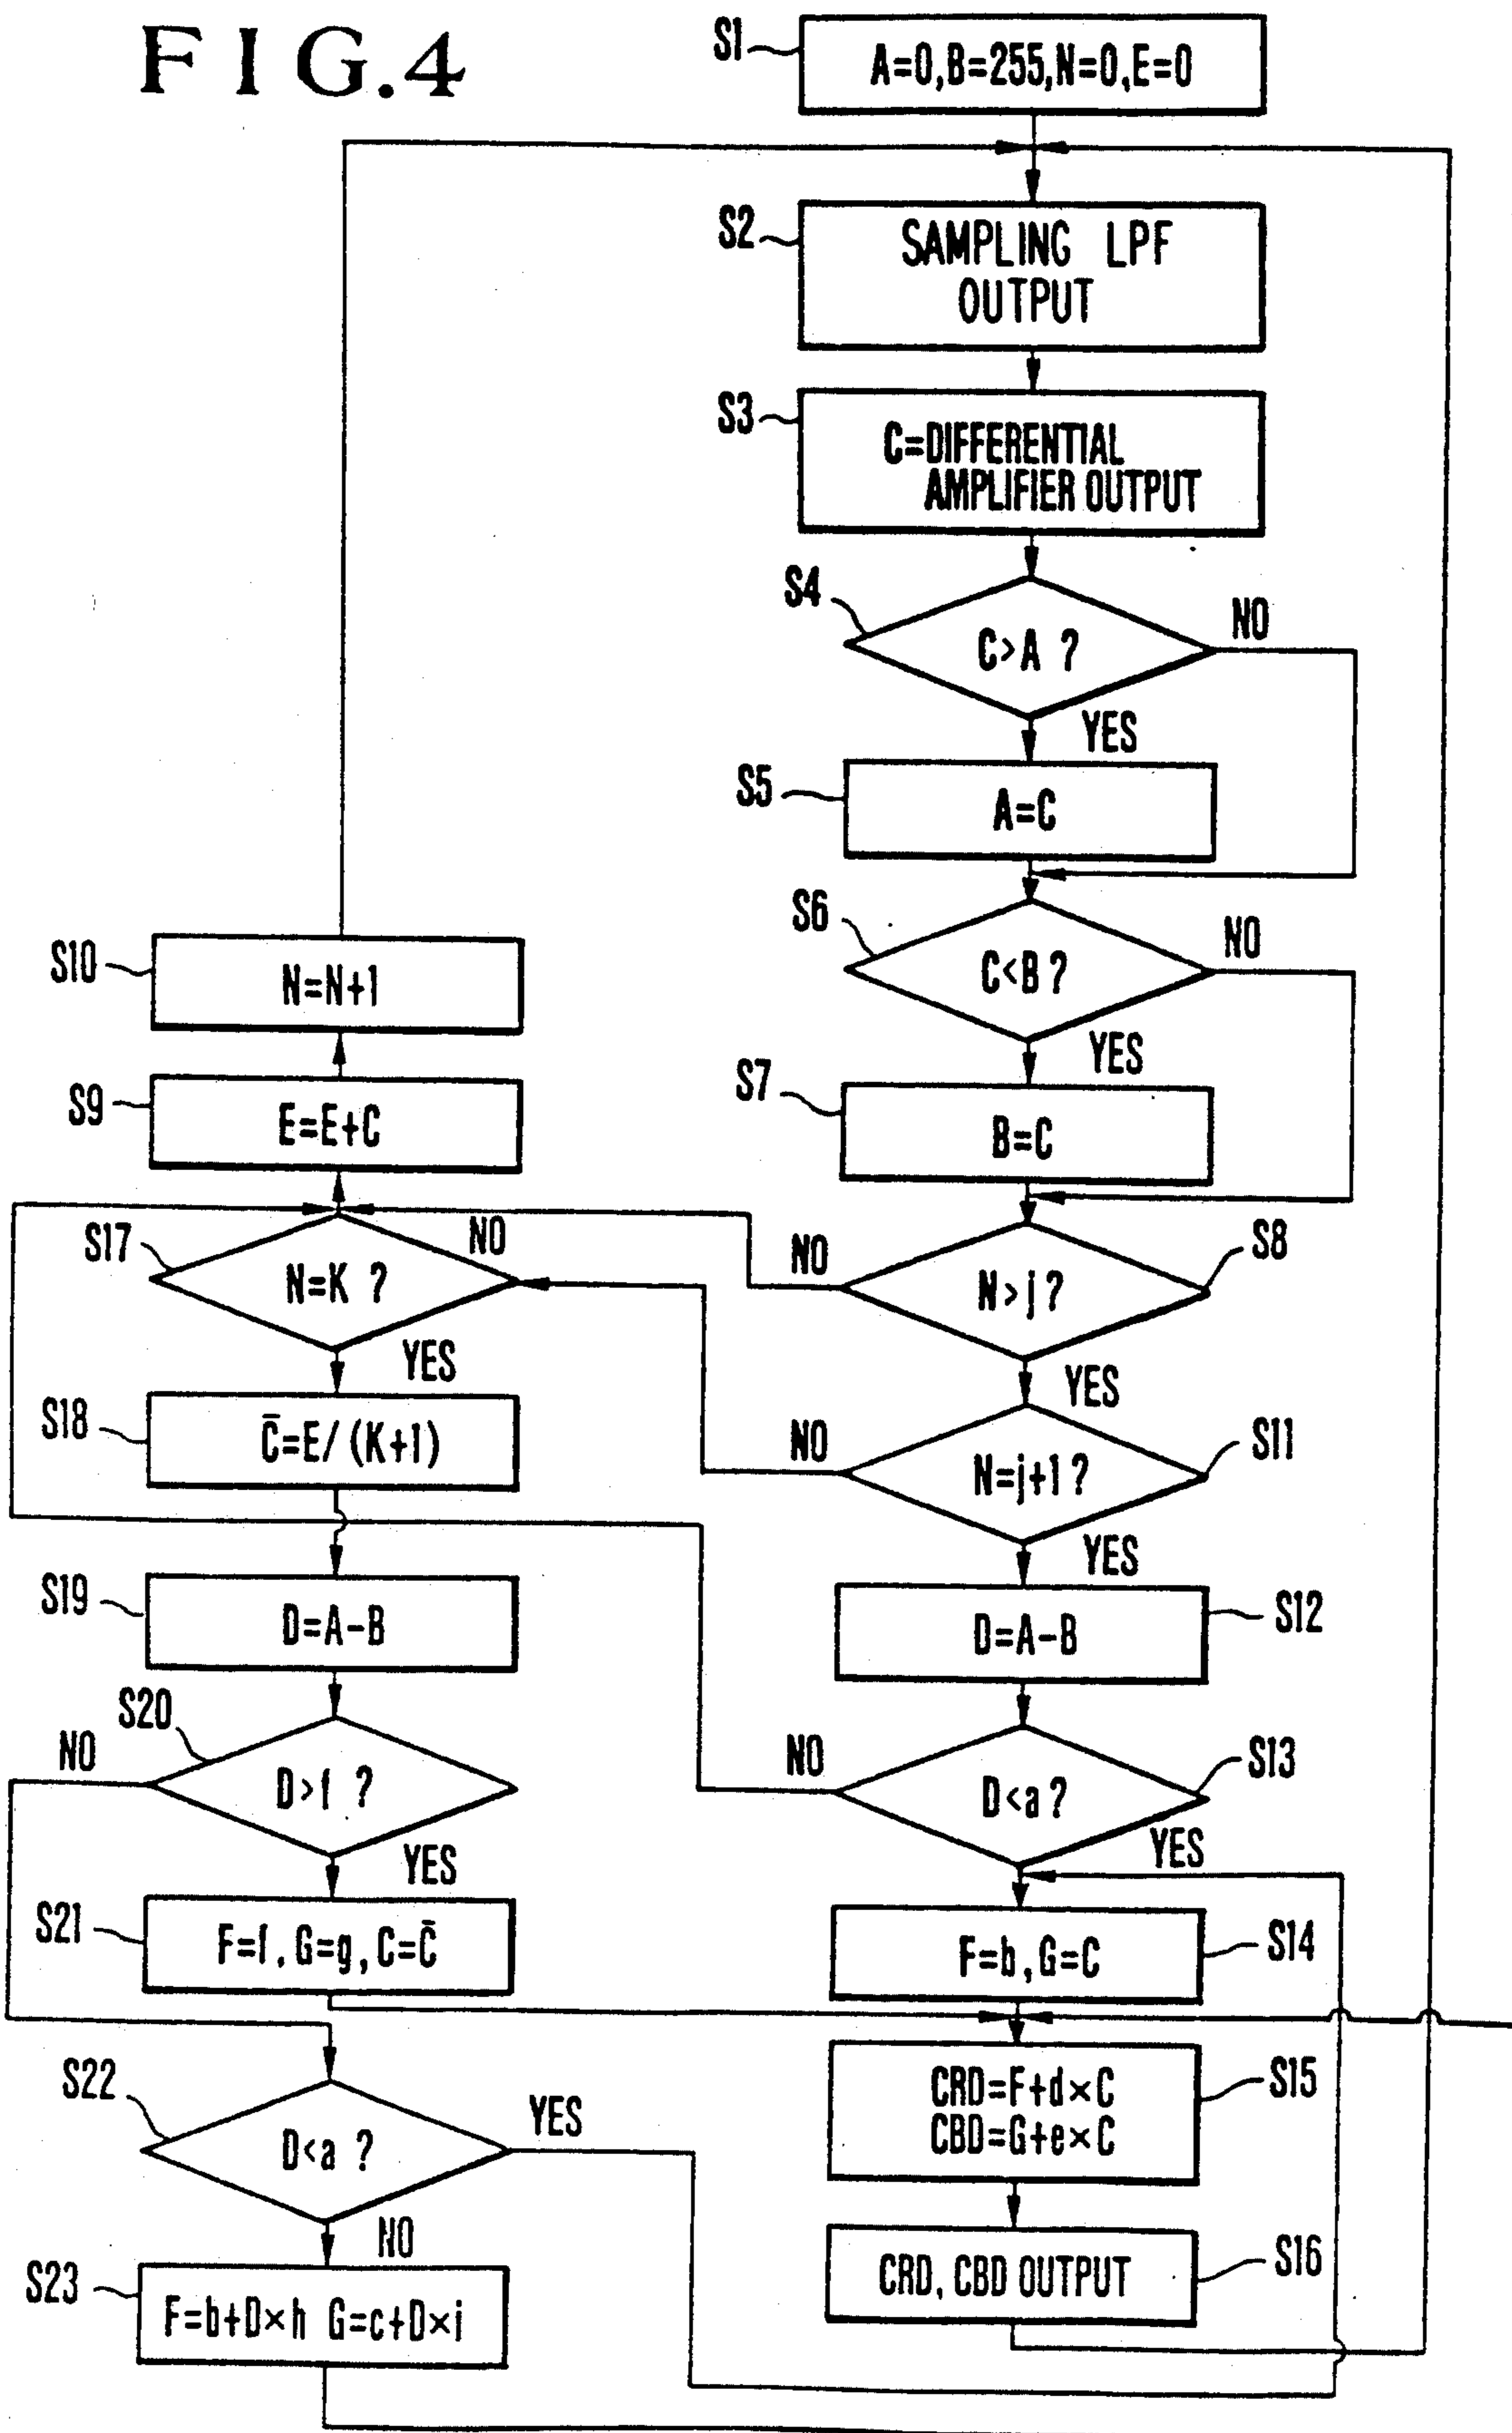 FIG.4
S1
A=0,B=255,N=0,E=0
S2
SAMPLING LPF
OUTPUT
S3
C=DIFFERENTIAL
AMPLIFIER OUTPUT
S4
C>A ?
NO
YES
S5
A=C
S6
C<B ?
NO
YES
S7
B=C
S8
N>j ?
NO
YES
S10
N=N+1
S9
E=E+C
S17
N=K ?
NO
YES
S18
C̄=E/(K+1)
S11
N=j+1 ?
NO
YES
S19
D=A-B
S12
D=A-B
S20
D>f ?
NO
YES
S13
D<a ?
NO
YES
S21
F=f, G=g, C=C̄
S14
F=b, G=C
S22
D<a ?
YES
NO
S15
CRD=F+d×C
CBD=G+e×C
S16
CRD, CBD OUTPUT
S23
F=b+D×h G=c+D×i